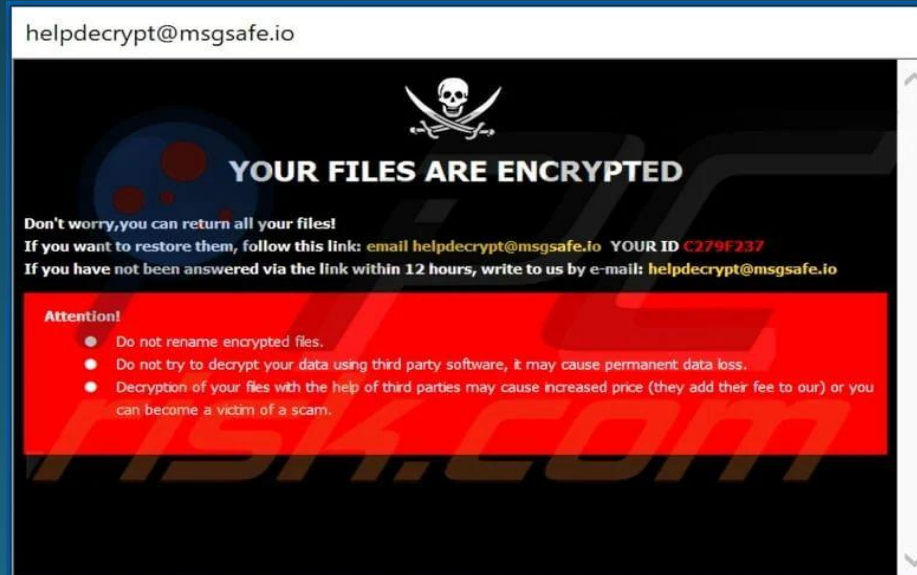 helpdecrypt@msgsafe.io
YOUR FILES ARE ENCRYPTED
Don't worry,you can return all your files!
If you want to restore them, follow this link: email helpdecrypt@msgsafe.io YOUR ID C279F237
If you have not been answered via the link within 12 hours, write to us by e-mail: helpdecrypt@msgsafe.io
Attention!
Do not rename encrypted files.
Do not try to decrypt your data using third party software, it may cause permanent data loss.
Decryption of your files with the help of third parties may cause increased price (they add their fee to our) or you
can become a victim of a scam.
PC
risk.com